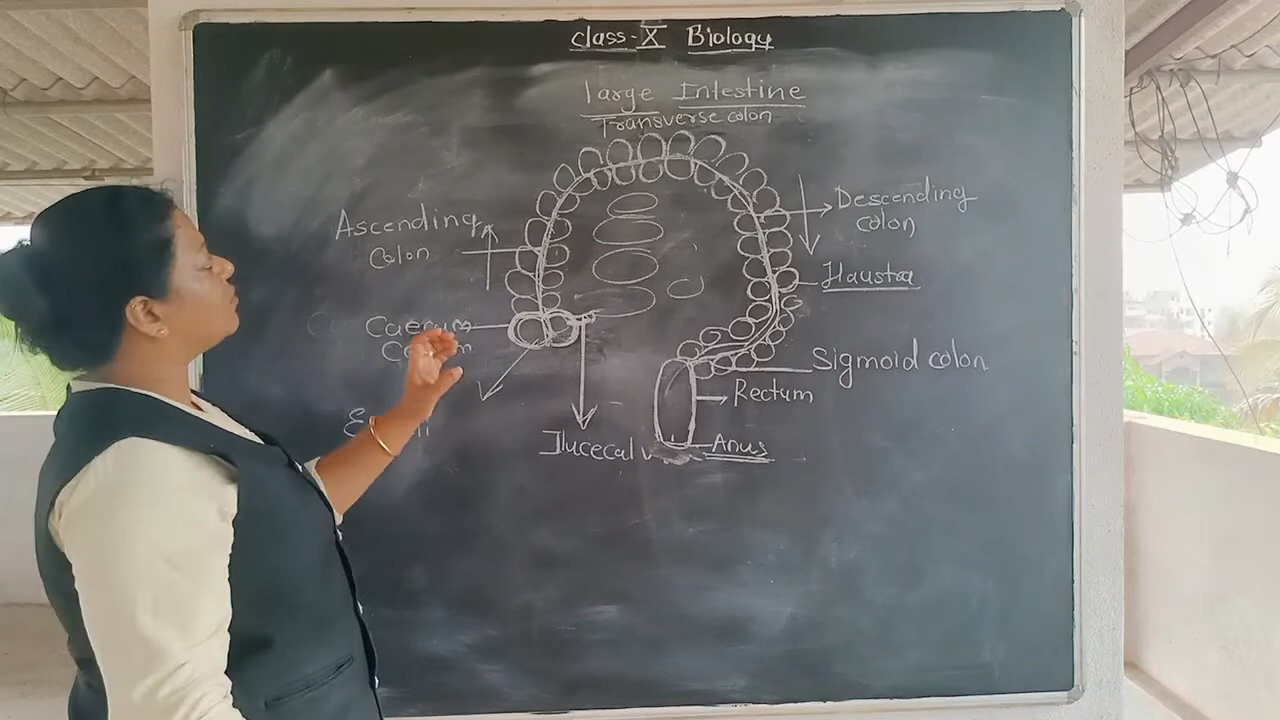 class-X Biology
large Intestine
Transverse colon
Ascending
colon
Descending
colon
Haustra
Caecum
Sigmoid colon
Rectum
Ilucecal v
Anus